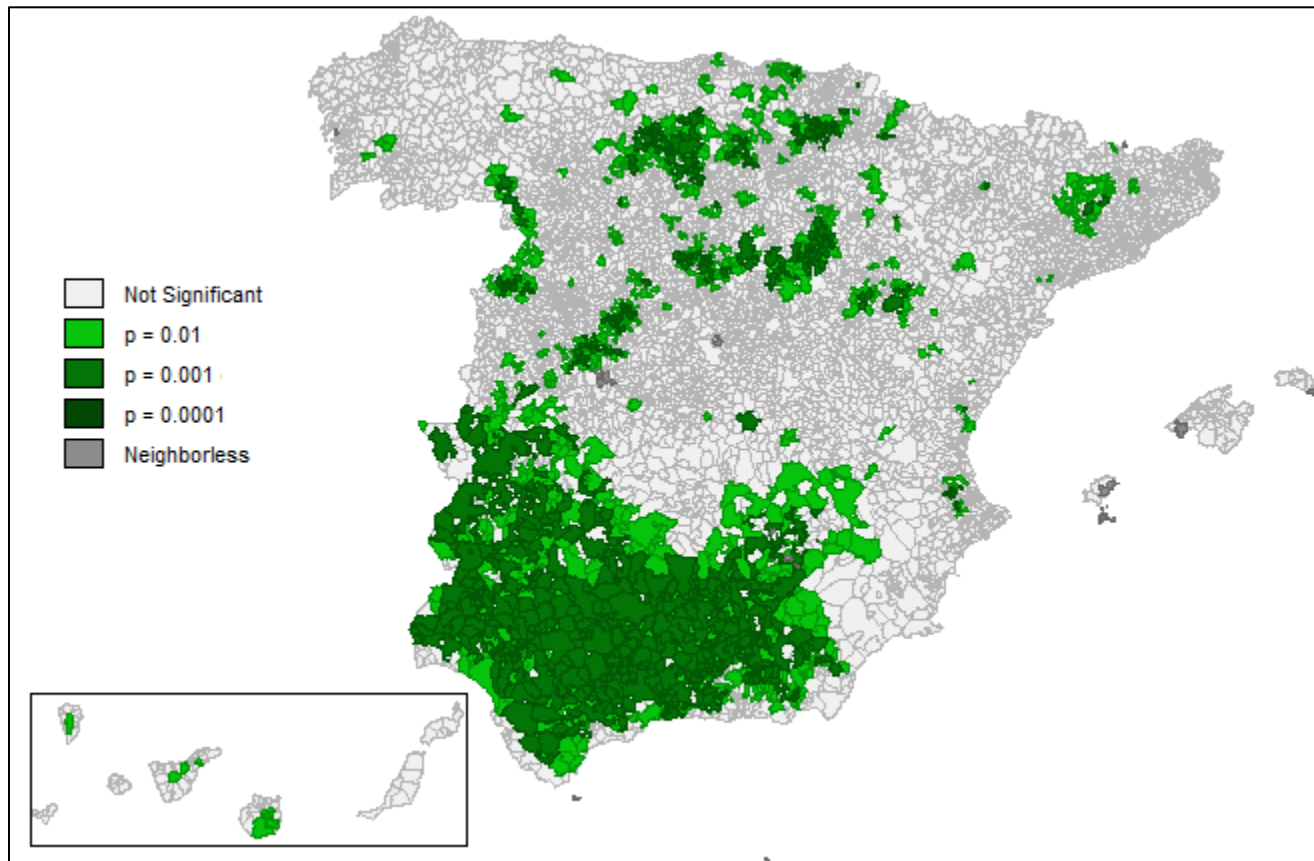 Not Significant
p = 0.01
p = 0.001
p = 0.0001
Neighborless